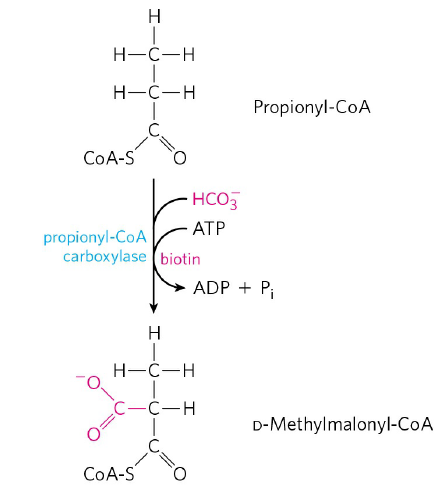 H
H–C–H
H–C–H
Propionyl-CoA
C
CoA-S O
HCO₃⁻
ATP
propionyl-CoA
carboxylase biotin
ADP + Pᵢ
H
⁻O H–C–H
C–C–H
D-Methylmalonyl-CoA
O C
CoA-S O